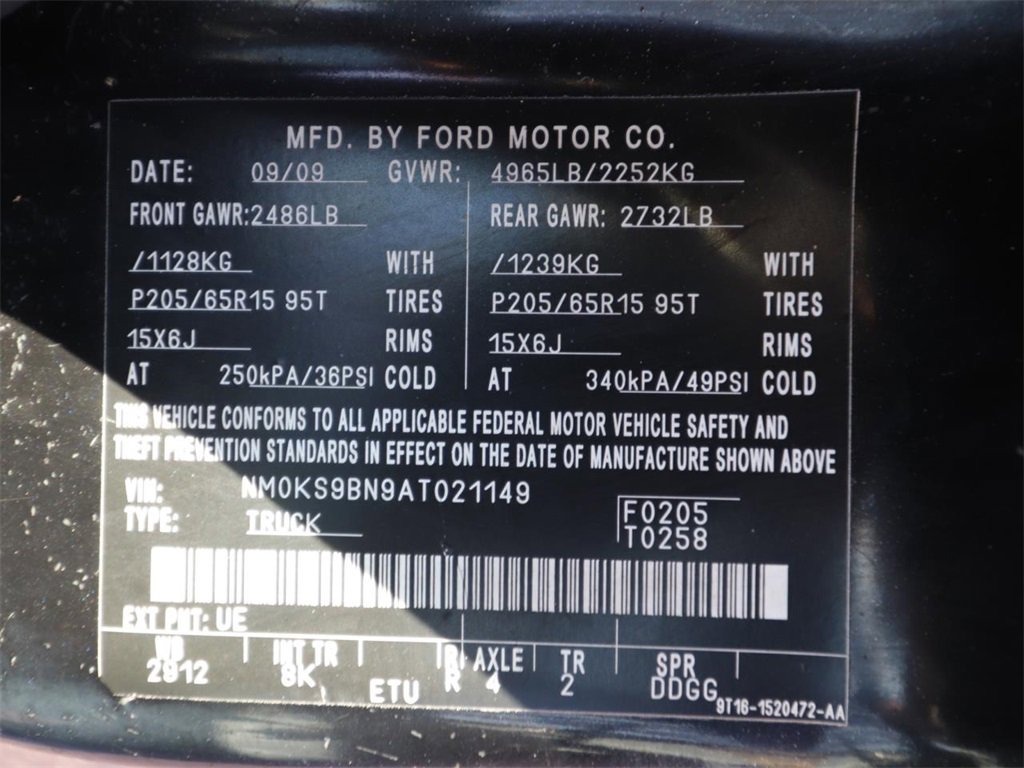 MFD. BY FORD MOTOR CO.
DATE: 09/09 GVWR: 4965LB/2252KG
FRONT GAWR: 2486LB REAR GAWR: 2732LB
/1128KG WITH /1239KG WITH
P205/65R15 95T TIRES P205/65R15 95T TIRES
15X6J RIMS 15X6J RIMS
AT 250kPA/36PSI COLD AT 340kPA/49PSI COLD
THIS VEHICLE CONFORMS TO ALL APPLICABLE FEDERAL MOTOR VEHICLE SAFETY AND
THEFT PREVENTION STANDARDS IN EFFECT ON THE DATE OF MANUFACTURE SHOWN ABOVE
VIN: NM0KS9BN9AT021149
TYPE: TRUCK F0205
T0258
EXT PNT: UE
WB INT TR R AXLE TR SPR
2912 8K ETU R 4 2 DDGG
9T16-1520472-AA